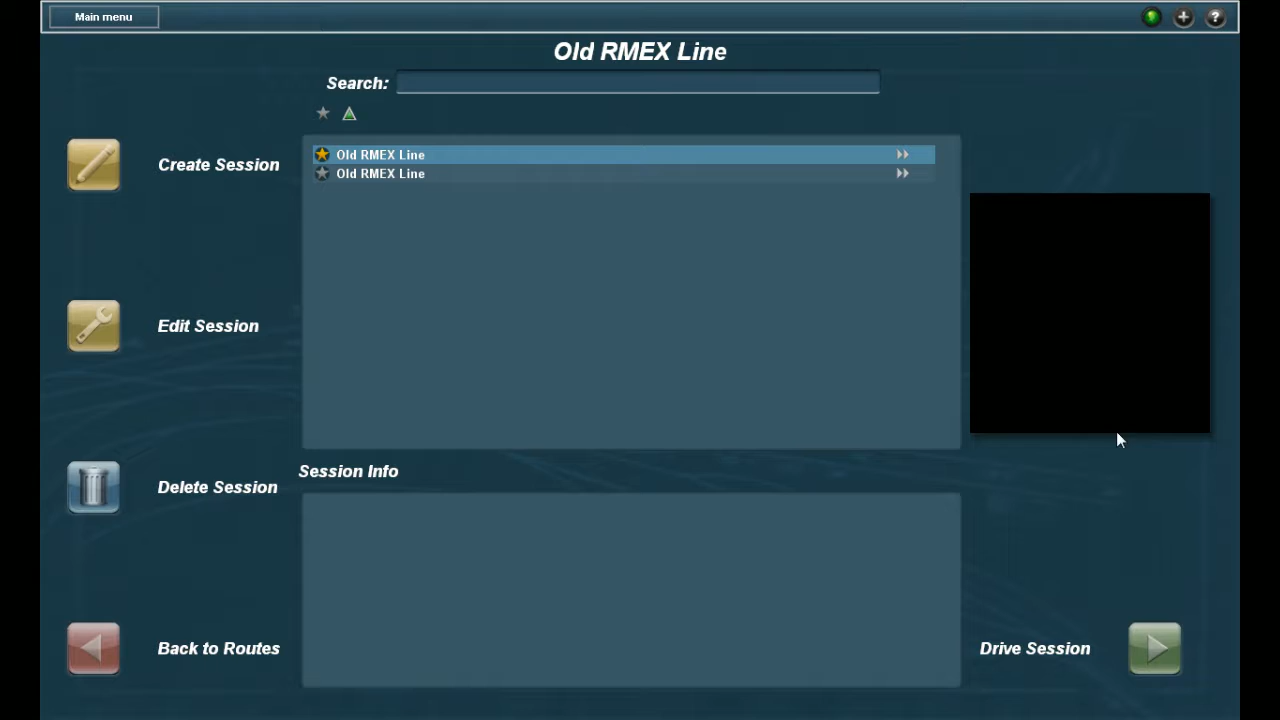 Main menu
?
Old RMEX Line
Search:
Old RMEX Line
Old RMEX Line
Create Session
Edit Session
Session Info
Delete Session
Back to Routes
Drive Session